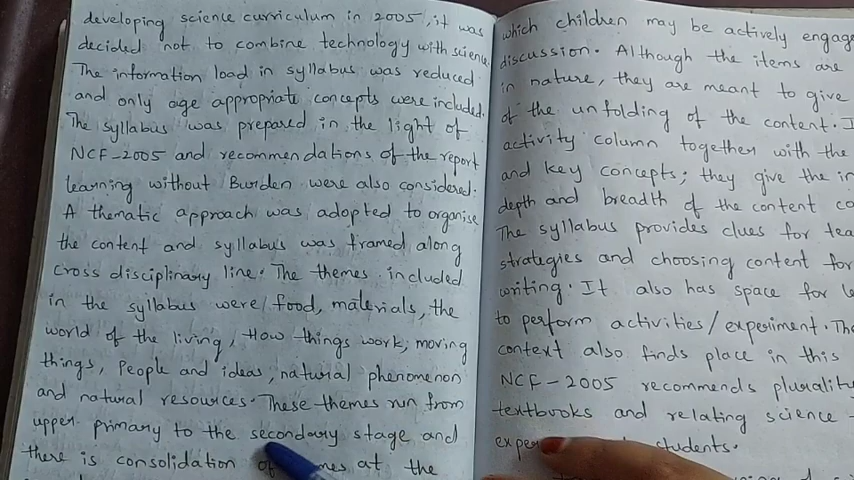 developing science curriculum in 2005, it was
decided not to combine technology with science.
The information load in syllabus was reduced
and only age appropriate concepts were included.
The syllabus was prepared in the light of
NCF-2005 and recommendations of the report
learning without Burden were also considered.
A thematic approach was adopted to organise
the content and syllabus was framed along
cross disciplinary line. The themes included
in the syllabus were food, materials, the
world of the living, How things work, moving
things, People and ideas, natural phenomenon
and natural resources. These themes run from
upper primary to the secondary stage and
there is consolidation of at the
which children may be actively engage
discussion. Although the items are
in nature, they are meant to give
of the unfolding of the content.
activity column together with the
and key concepts; they give the
depth and breadth of the content
The syllabus provides clues for
strategies and choosing content for
writing. It also has space for
to perform activities/experiment.
context also finds place in this
NCF-2005 recommends plurality
textbooks and relating science
students.